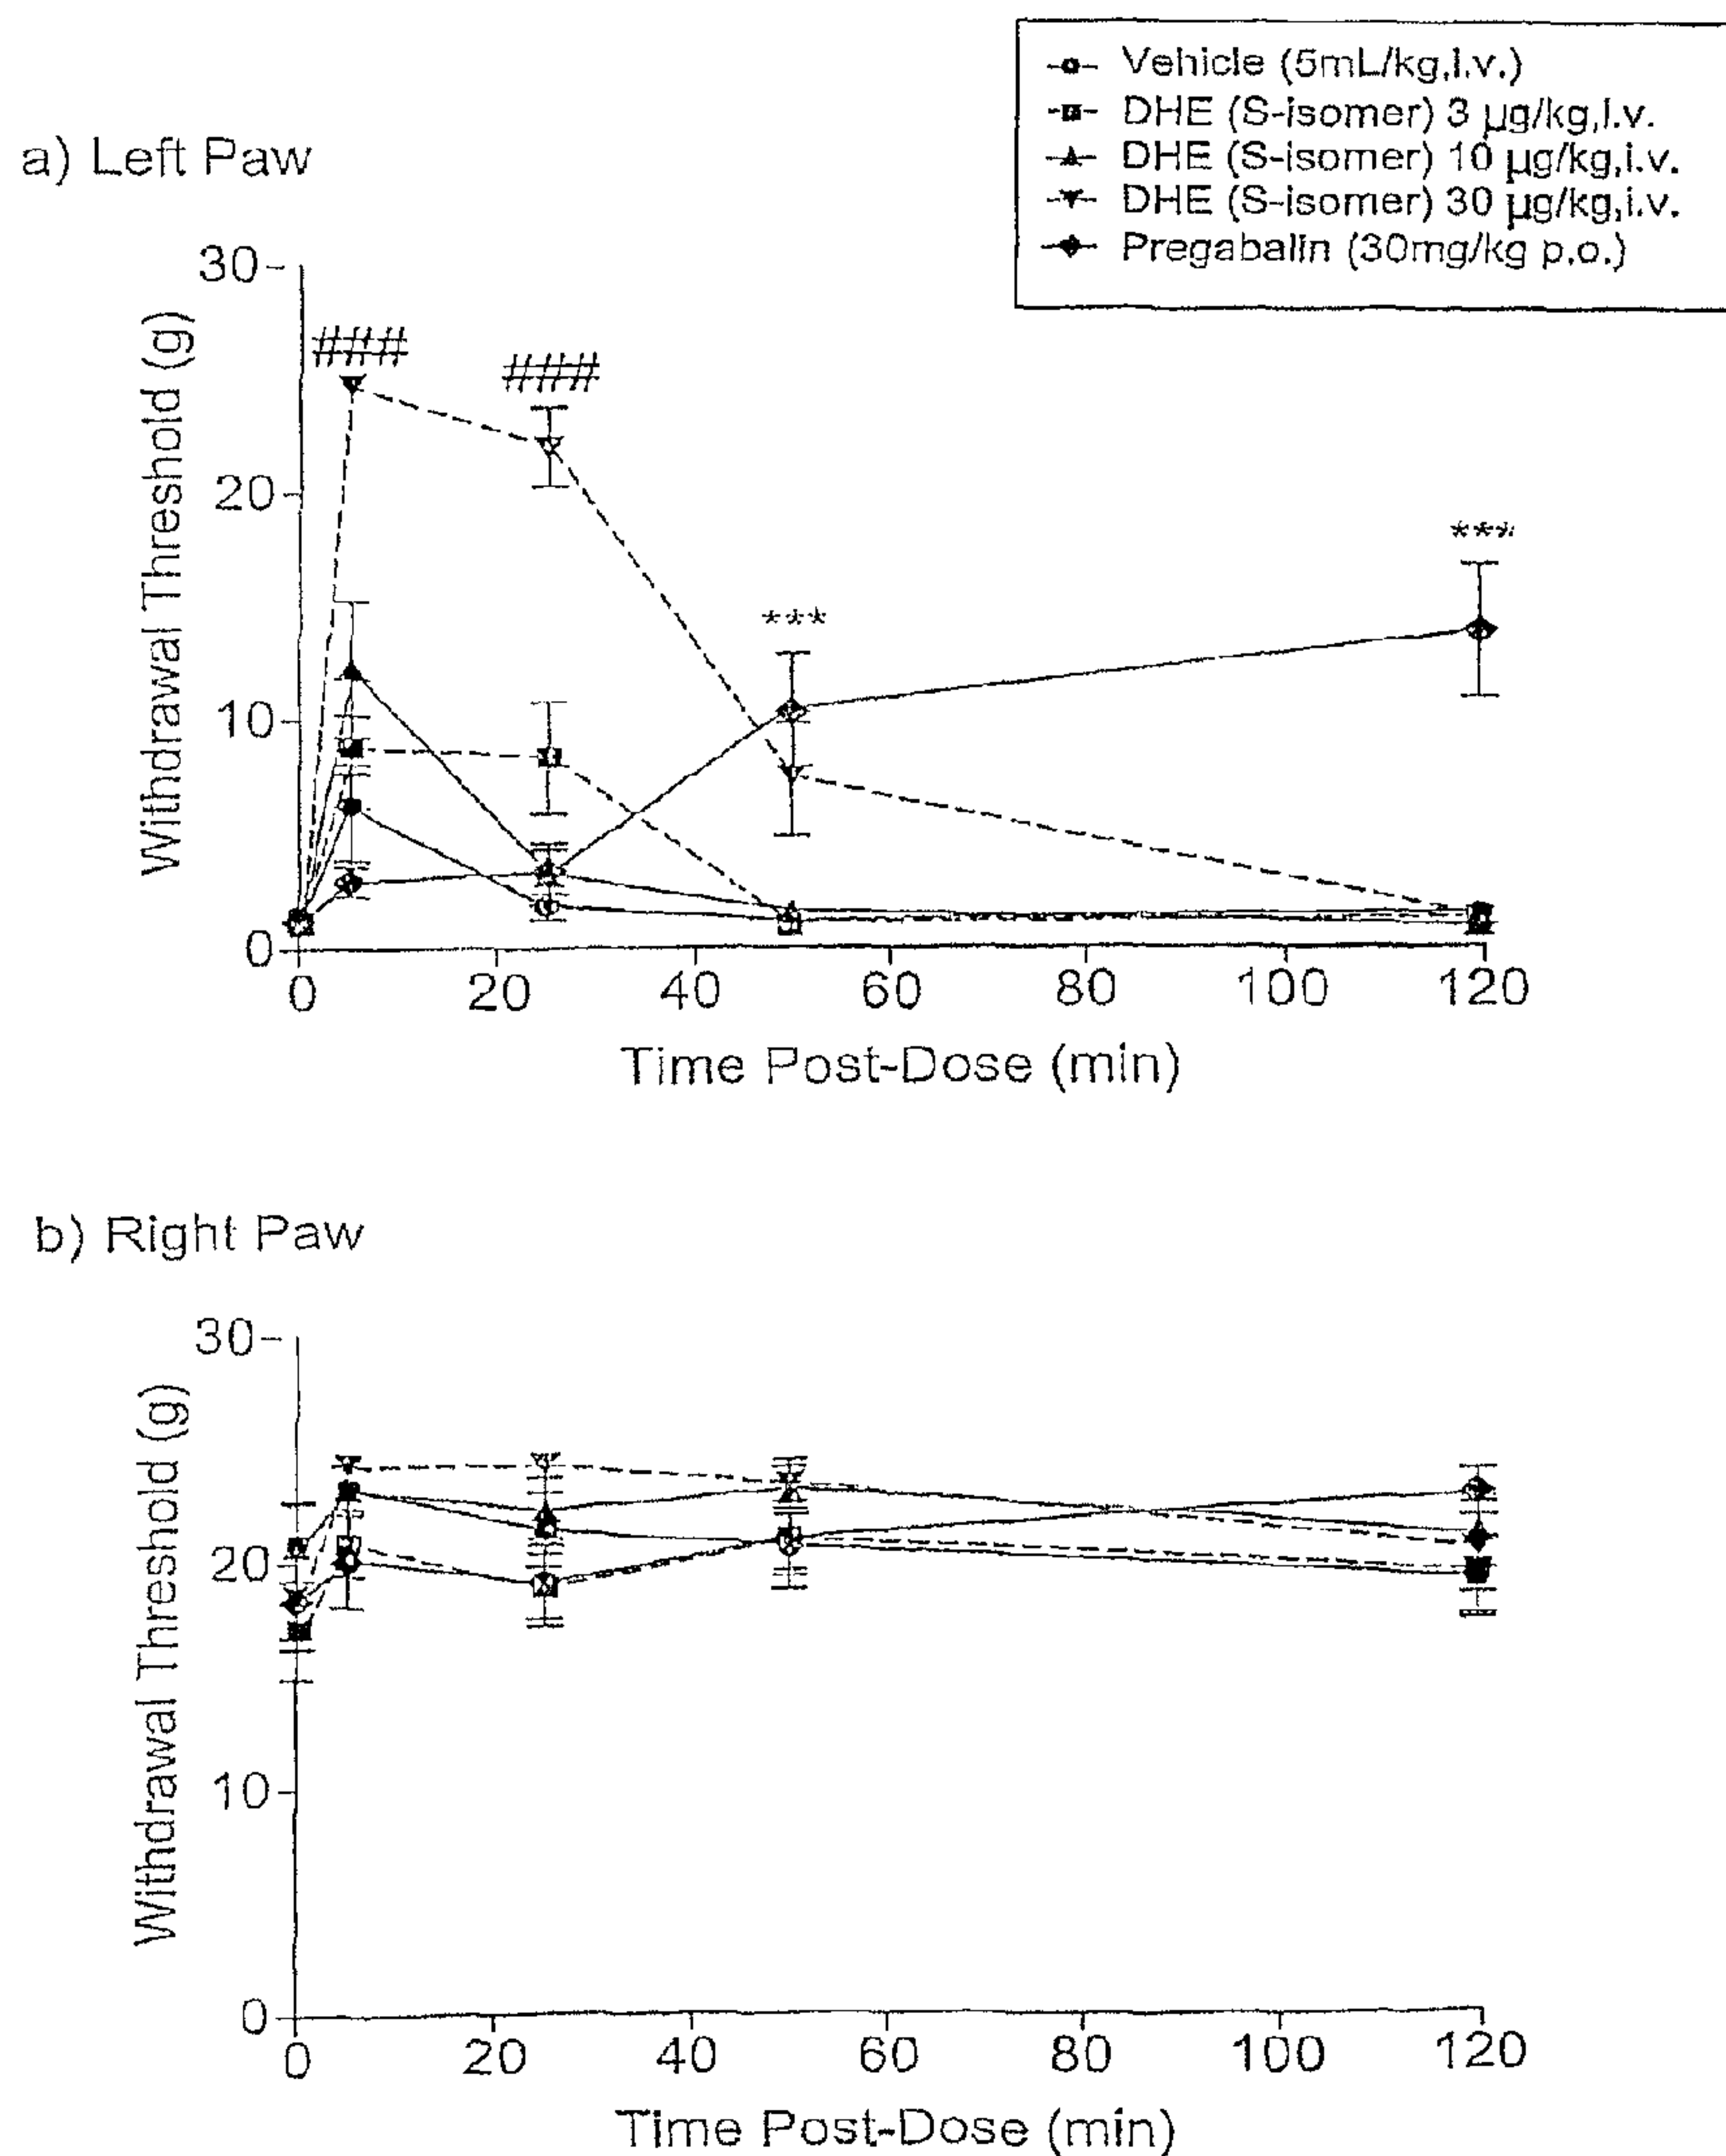 Vehicle (5mL/kg,i.v.)
DHE (S-isomer) 3 µg/kg,i.v.
DHE (S-isomer) 10 µg/kg,i.v.
DHE (S-isomer) 30 µg/kg,i.v.
Pregabalin (30mg/kg p.o.)
a) Left Paw
Withdrawal Threshold (g)
30
20
10
0
###
###
***
***
0 20 40 60 80 100 120
Time Post-Dose (min)
b) Right Paw
Withdrawal Threshold (g)
30
20
10
0
0 20 40 60 80 100 120
Time Post-Dose (min)